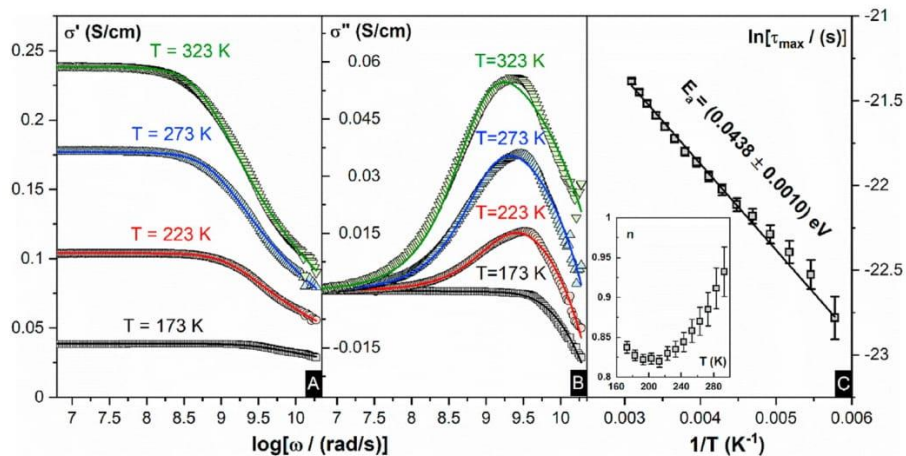 σ' (S/cm)
0.25
0.2
0.15
0.1
0.05
0
T = 323 K
T = 273 K
T = 223 K
T = 173 K
A
7 7.5 8 8.5 9 9.5 10
σ'' (S/cm)
0.06
0.045
0.03
0.015
0
-0.015
T=323 K
T=273 K
T=223 K
T=173 K
B
7 7.5 8 8.5 9 9.5 10
log[ω / (rad/s)]
ln[τmax / (s)]
-21
-21.5
-22
-22.5
-23
Ea = (0.0438 ± 0.0010) eV
n
1
0.95
0.9
0.85
0.8
T (K)
160 200 240 280
C
0.003 0.004 0.005 0.006
1/T (K⁻¹)